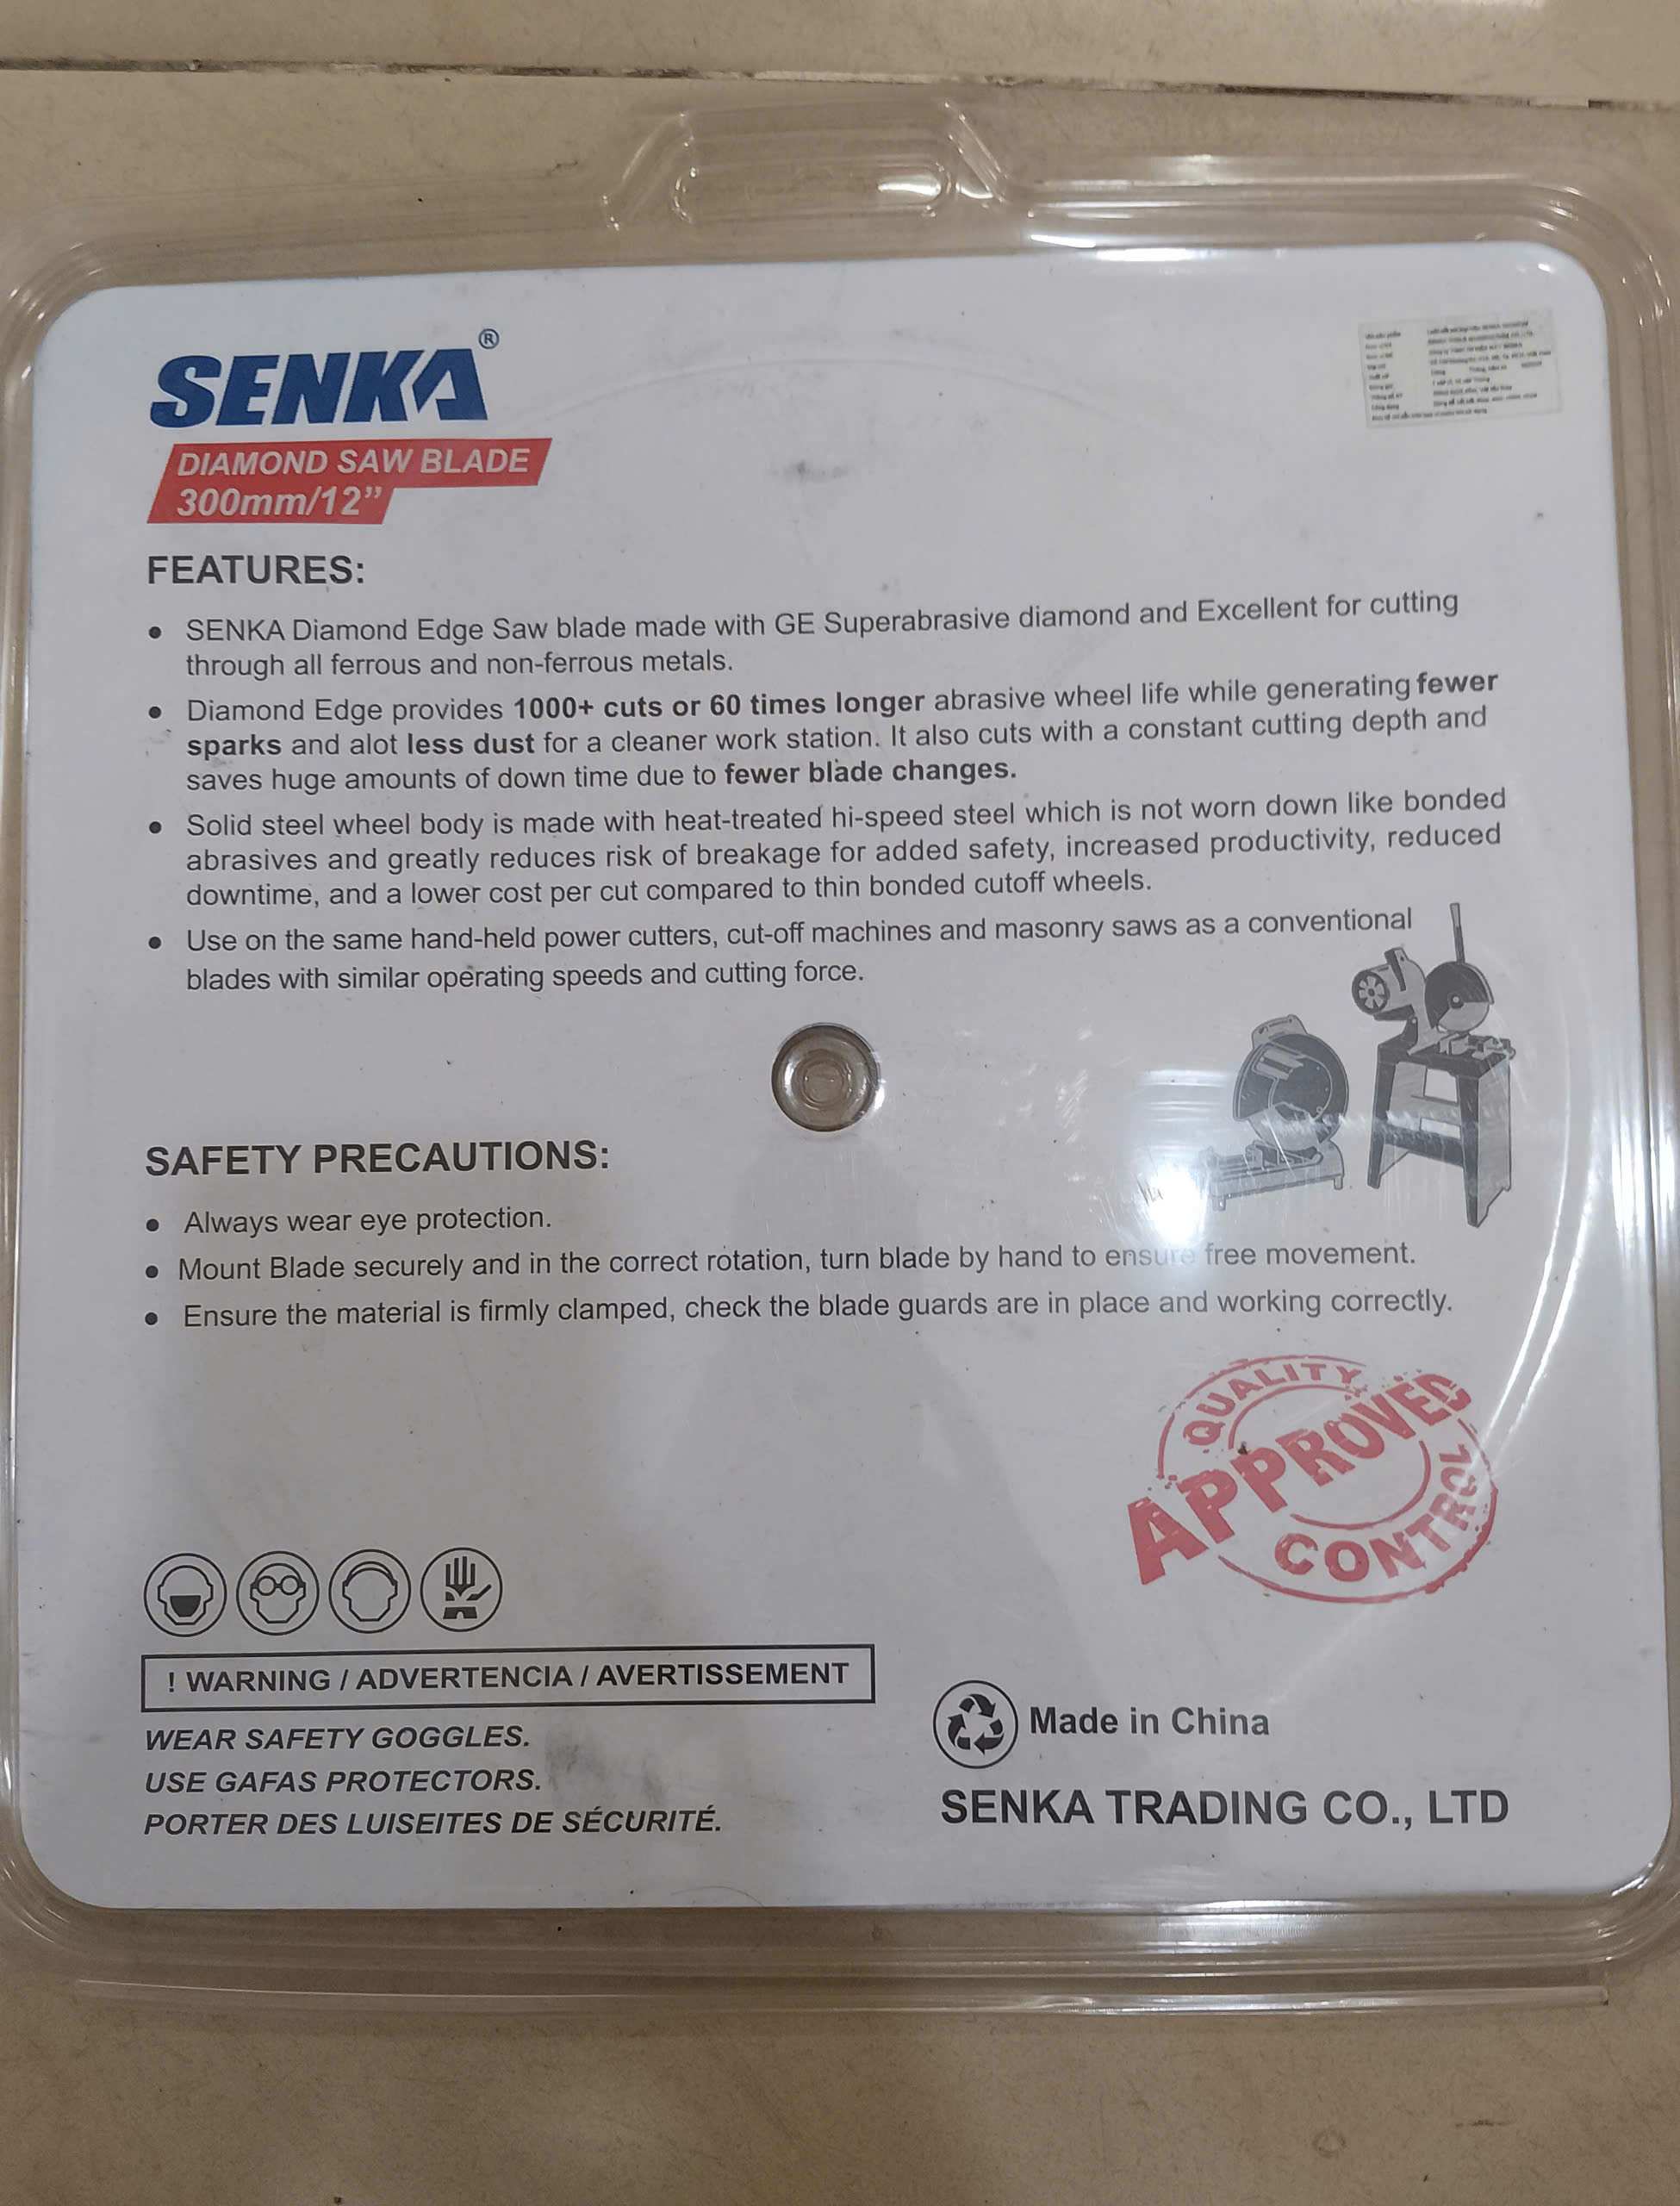 SENKA®
DIAMOND SAW BLADE
300mm/12”
FEATURES:
● SENKA Diamond Edge Saw blade made with GE Superabrasive diamond and Excellent for cutting
through all ferrous and non-ferrous metals.
● Diamond Edge provides 1000+ cuts or 60 times longer abrasive wheel life while generating fewer
sparks and alot less dust for a cleaner work station. It also cuts with a constant cutting depth and
saves huge amounts of down time due to fewer blade changes.
● Solid steel wheel body is made with heat-treated hi-speed steel which is not worn down like bonded
abrasives and greatly reduces risk of breakage for added safety, increased productivity, reduced
downtime, and a lower cost per cut compared to thin bonded cutoff wheels.
● Use on the same hand-held power cutters, cut-off machines and masonry saws as a conventional
blades with similar operating speeds and cutting force.
SAFETY PRECAUTIONS:
● Always wear eye protection.
● Mount Blade securely and in the correct rotation, turn blade by hand to ensure free movement.
● Ensure the material is firmly clamped, check the blade guards are in place and working correctly.
QUALITY
APPROVED
CONTROL
! WARNING / ADVERTENCIA / AVERTISSEMENT
WEAR SAFETY GOGGLES.
USE GAFAS PROTECTORS.
PORTER DES LUISEITES DE SÉCURITÉ.
Made in China
SENKA TRADING CO., LTD